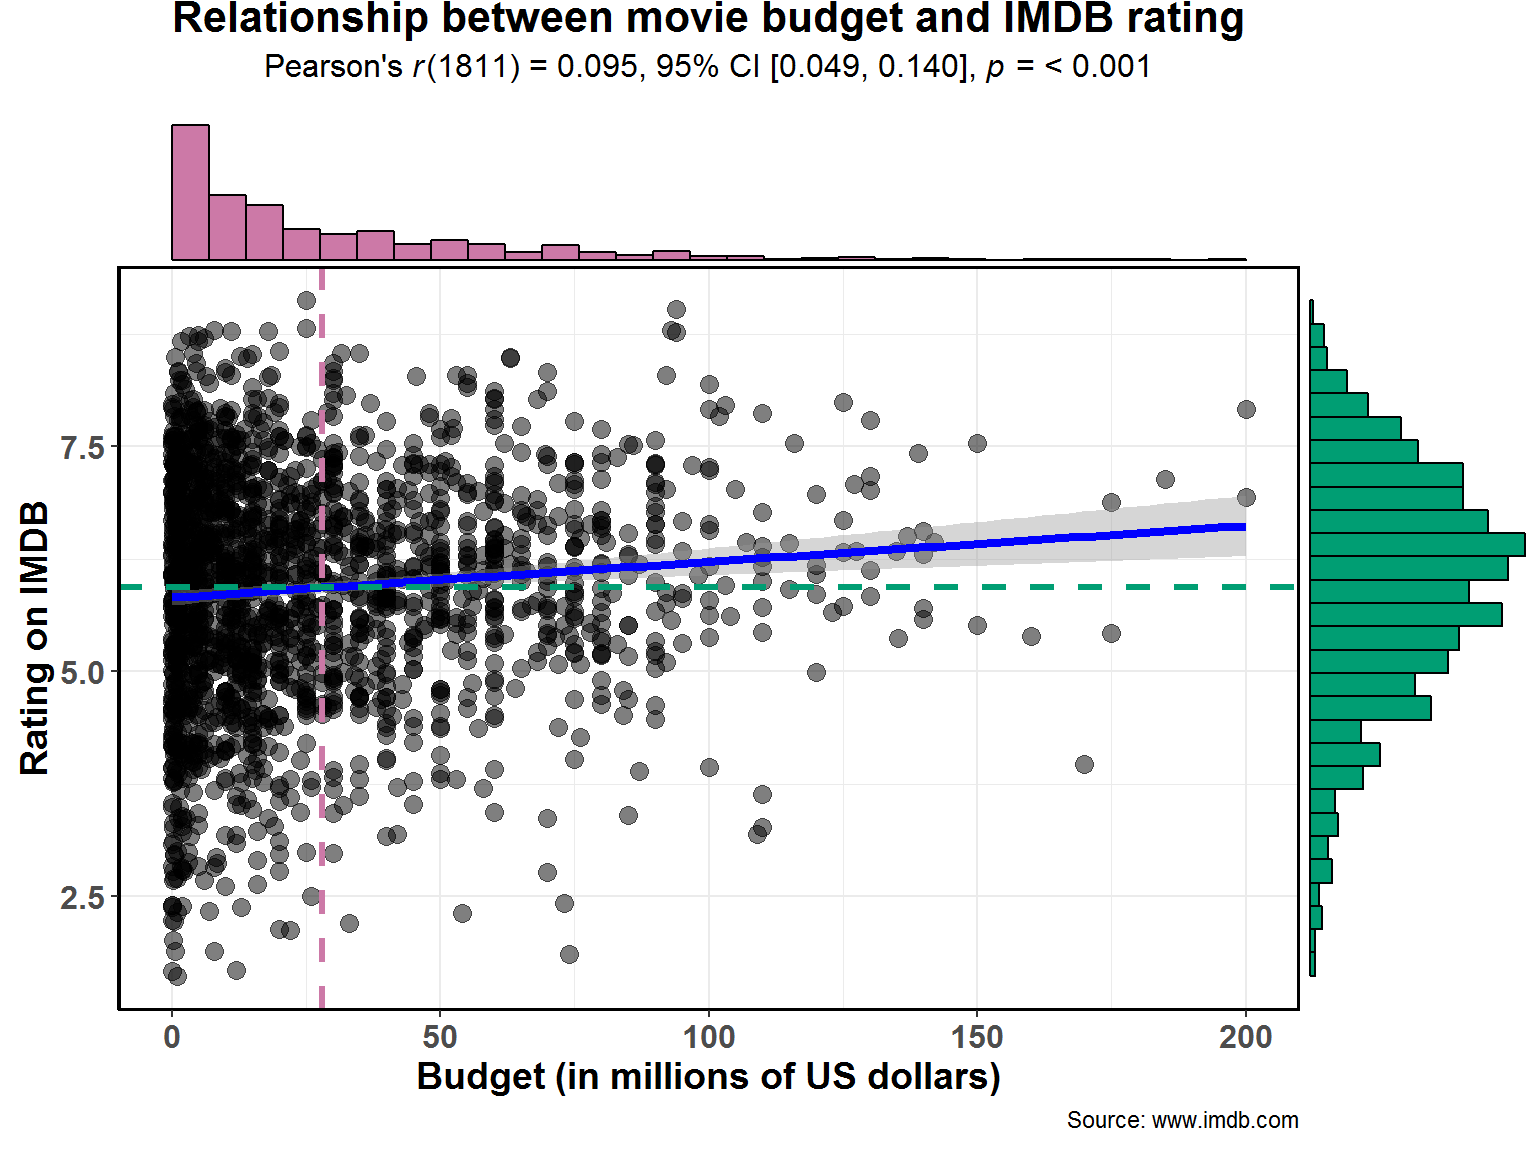 Relationship between movie budget and IMDB rating
Pearson's r(1811) = 0.095, 95% CI [0.049, 0.140], p = < 0.001
Rating on IMDB
7.5
5.0
2.5
0 50 100 150 200
Budget (in millions of US dollars)
Source: www.imdb.com